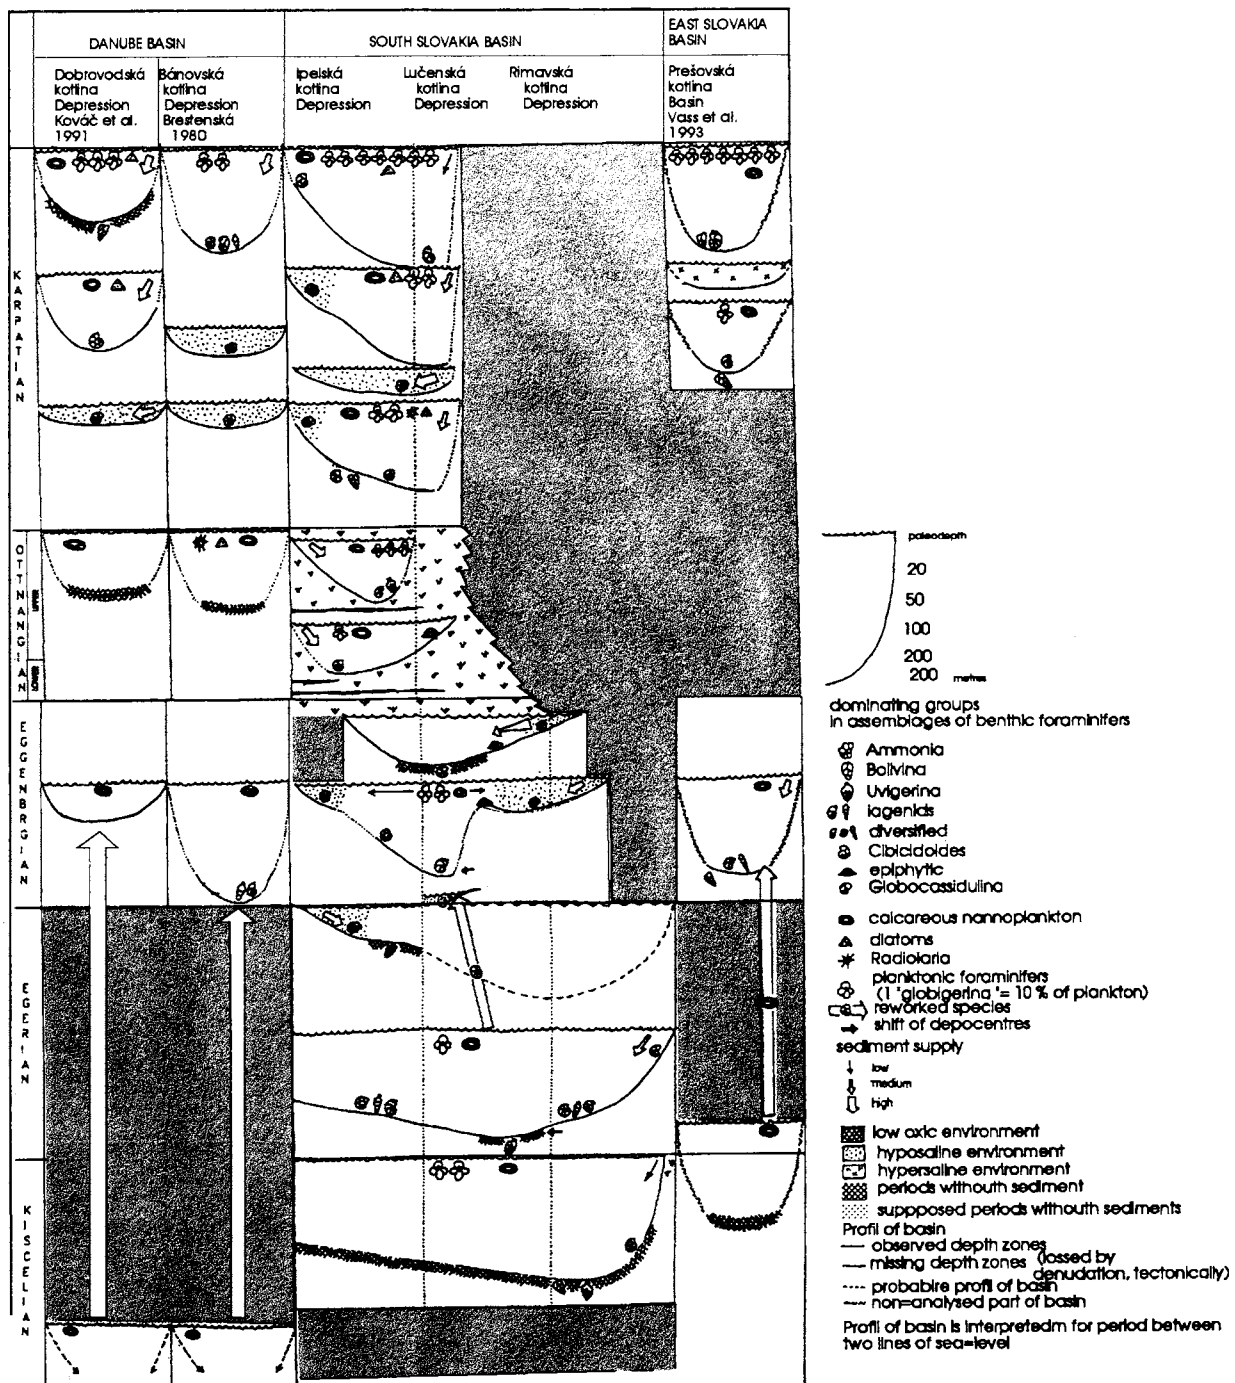 DANUBE BASIN
SOUTH SLOVAKIA BASIN
EAST SLOVAKIA
BASIN
Dobrovodská
kotlina
Depression
Kováč et al.
1991
Bánovská
kotlina
Depression
Brestenská
1980
Ipelská
kotlina
Depression
Lučenská
kotlina
Depression
Rimavská
kotlina
Depression
Prešovská
kotlina
Basin
Vass et al.
1993
KARPATIAN
OTTNANGIAN
UPPER
LOWER
EGGENBRGIAN
EGERIAN
KISCELIAN
paleodepth
20
50
100
200
200 metres
dominating groups
in assemblages of benthic foraminifers
Ammonia
Bolivina
Uvigerina
lagenids
diversified
Cibicidoides
epiphytic
Globocassidulina
calcareous nannoplankton
diatoms
Radiolaria
planktonic foraminifers
(1 "globigerina "= 10 % of plankton)
reworked species
shift of depocentres
sediment supply
low
medium
high
low oxic environment
hyposaline environment
hypersaline environment
periods withouth sediment
suppposed periods withouth sediments
Profil of basin
observed depth zones
missing depth zones (lossed by
denudation, tectonically)
probabire profil of basin
non=analysed part of basin
Profil of basin is interpretedm for period between
two lines of sea=level